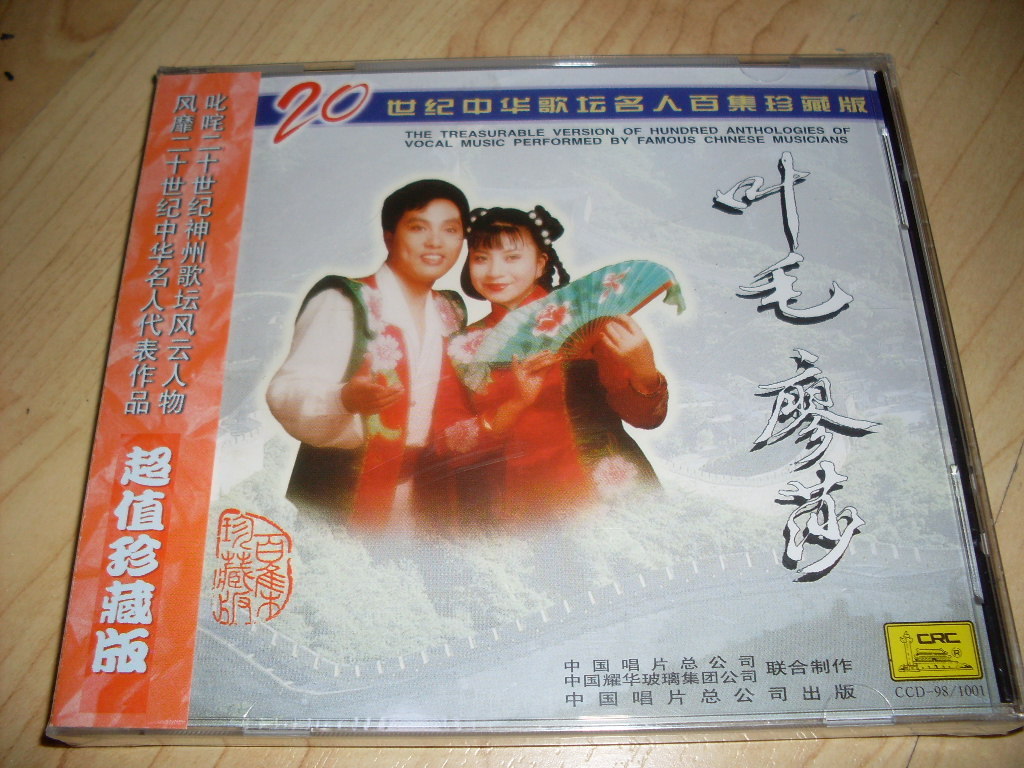 叱咤二十世纪神州歌坛风云人物
风靡二十世纪中华名人代表作品
超值珍藏版
20世纪中华歌坛名人百集珍藏版
THE TREASURABLE VERSION OF HUNDRED ANTHOLOGIES OF
VOCAL MUSIC PERFORMED BY FAMOUS CHINESE MUSICIANS
叶毛
廖莎
百集
珍藏版
中国唱片总公司
中国耀华玻璃集团公司 联合制作
中国唱片总公司出版
CRC
®
CCD-98/1001